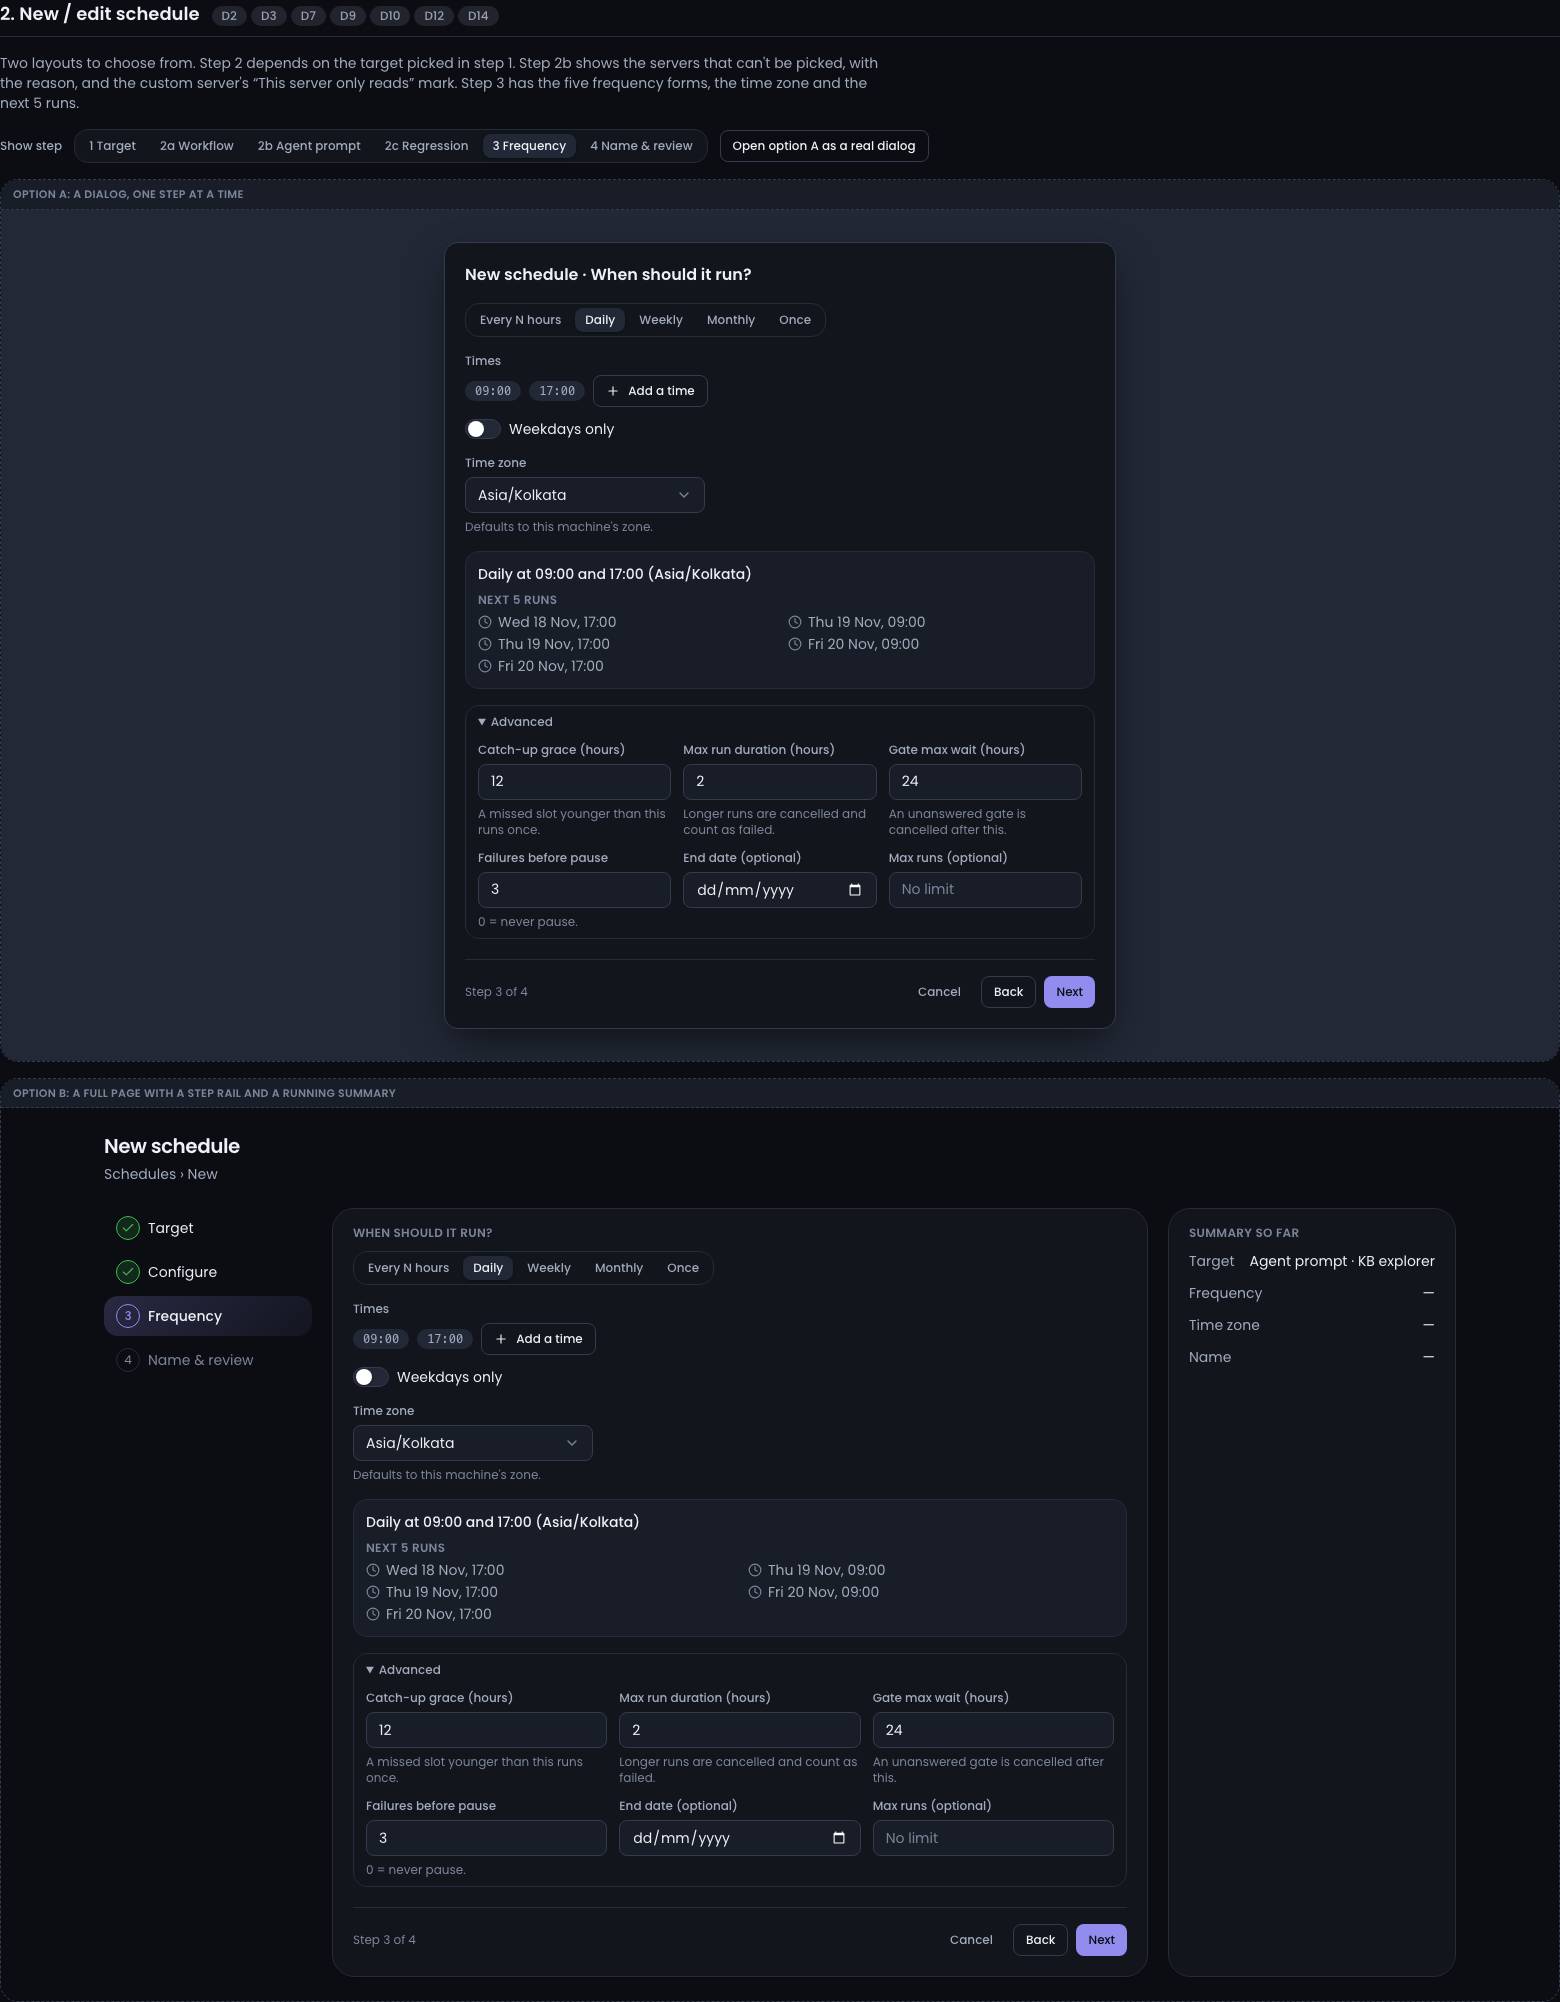 2. New / edit schedule D2 D3 D7 D9 D10 D12 D14
Two layouts to choose from. Step 2 depends on the target picked in step 1. Step 2b shows the servers that can't be picked, with
the reason, and the custom server's “This server only reads” mark. Step 3 has the five frequency forms, the time zone and the
next 5 runs.
Show step 1 Target 2a Workflow 2b Agent prompt 2c Regression 3 Frequency 4 Name & review Open option A as a real dialog
OPTION A: A DIALOG, ONE STEP AT A TIME
New schedule · When should it run?
Every N hours Daily Weekly Monthly Once
Times
09:00 17:00 Add a time
Weekdays only
Time zone
Asia/Kolkata
Defaults to this machine's zone.
Daily at 09:00 and 17:00 (Asia/Kolkata)
NEXT 5 RUNS
Wed 18 Nov, 17:00 Thu 19 Nov, 09:00
Thu 19 Nov, 17:00 Fri 20 Nov, 09:00
Fri 20 Nov, 17:00
Advanced
Catch-up grace (hours) Max run duration (hours) Gate max wait (hours)
12 2 24
A missed slot younger than this Longer runs are cancelled and An unanswered gate is
runs once. count as failed. cancelled after this.
Failures before pause End date (optional) Max runs (optional)
3 dd/mm/yyyy No limit
0 = never pause.
Step 3 of 4 Cancel Back Next
OPTION B: A FULL PAGE WITH A STEP RAIL AND A RUNNING SUMMARY
New schedule
Schedules › New
Target
Configure
3 Frequency
4 Name & review
WHEN SHOULD IT RUN?
Every N hours Daily Weekly Monthly Once
Times
09:00 17:00 Add a time
Weekdays only
Time zone
Asia/Kolkata
Defaults to this machine's zone.
Daily at 09:00 and 17:00 (Asia/Kolkata)
NEXT 5 RUNS
Wed 18 Nov, 17:00 Thu 19 Nov, 09:00
Thu 19 Nov, 17:00 Fri 20 Nov, 09:00
Fri 20 Nov, 17:00
Advanced
Catch-up grace (hours) Max run duration (hours) Gate max wait (hours)
12 2 24
A missed slot younger than this runs Longer runs are cancelled and count as An unanswered gate is cancelled after
once. failed. this.
Failures before pause End date (optional) Max runs (optional)
3 dd/mm/yyyy No limit
0 = never pause.
Step 3 of 4 Cancel Back Next
SUMMARY SO FAR
Target Agent prompt · KB explorer
Frequency —
Time zone —
Name —